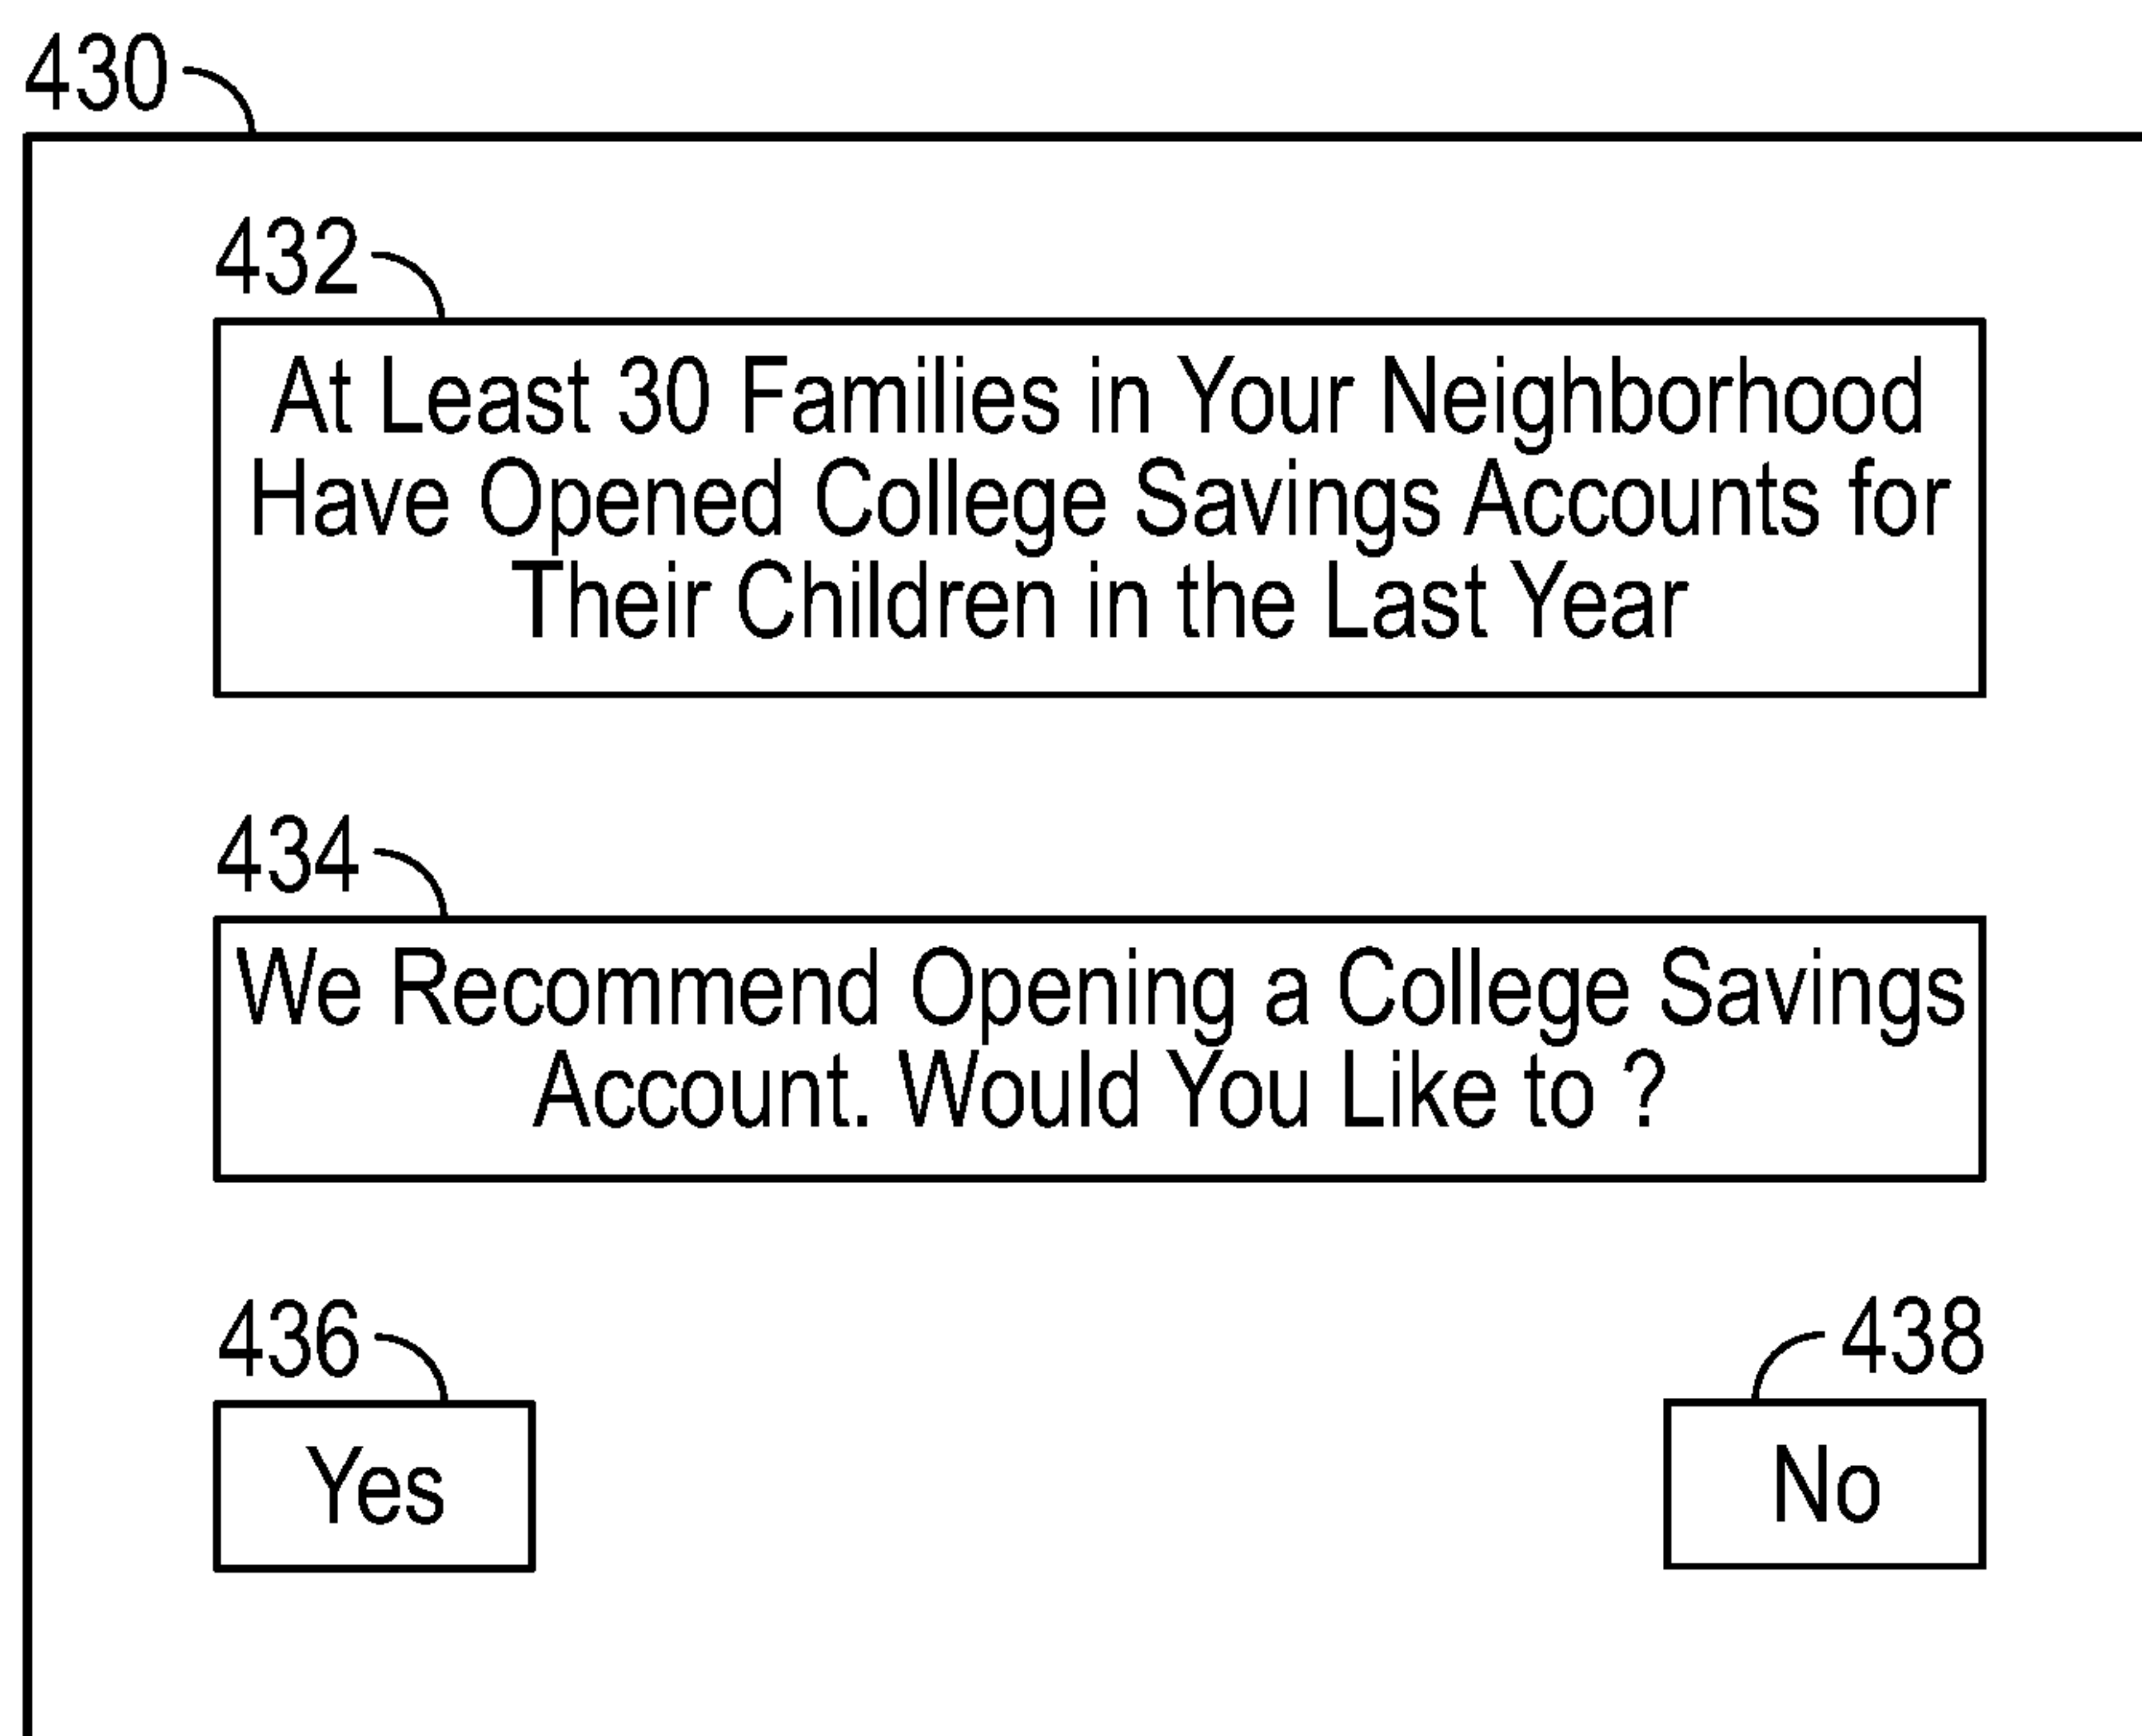 430
432
At Least 30 Families in Your Neighborhood
Have Opened College Savings Accounts for
Their Children in the Last Year
434
We Recommend Opening a College Savings
Account. Would You Like to ?
436
438
Yes
No